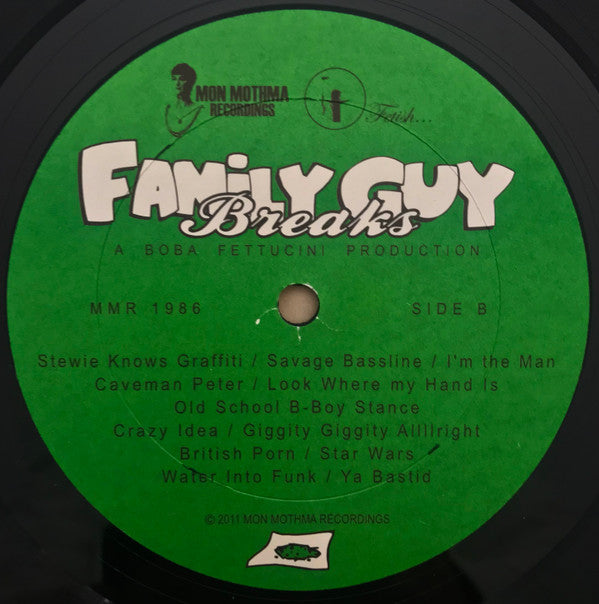 MON MOTHMA
RECORDINGS
Fetish...
FAMiLY GUY
Breaks
A BOBA FETTUCINI PRODUCTION
MMR 1986 SIDE B
Stewie Knows Graffiti / Savage Bassline / I'm the Man
Caveman Peter / Look Where my Hand Is
Old School B-Boy Stance
Crazy Idea / Giggity Giggity Allllright
British Porn / Star Wars
Water Into Funk / Ya Bastid
© 2011 MON MOTHMA RECORDINGS